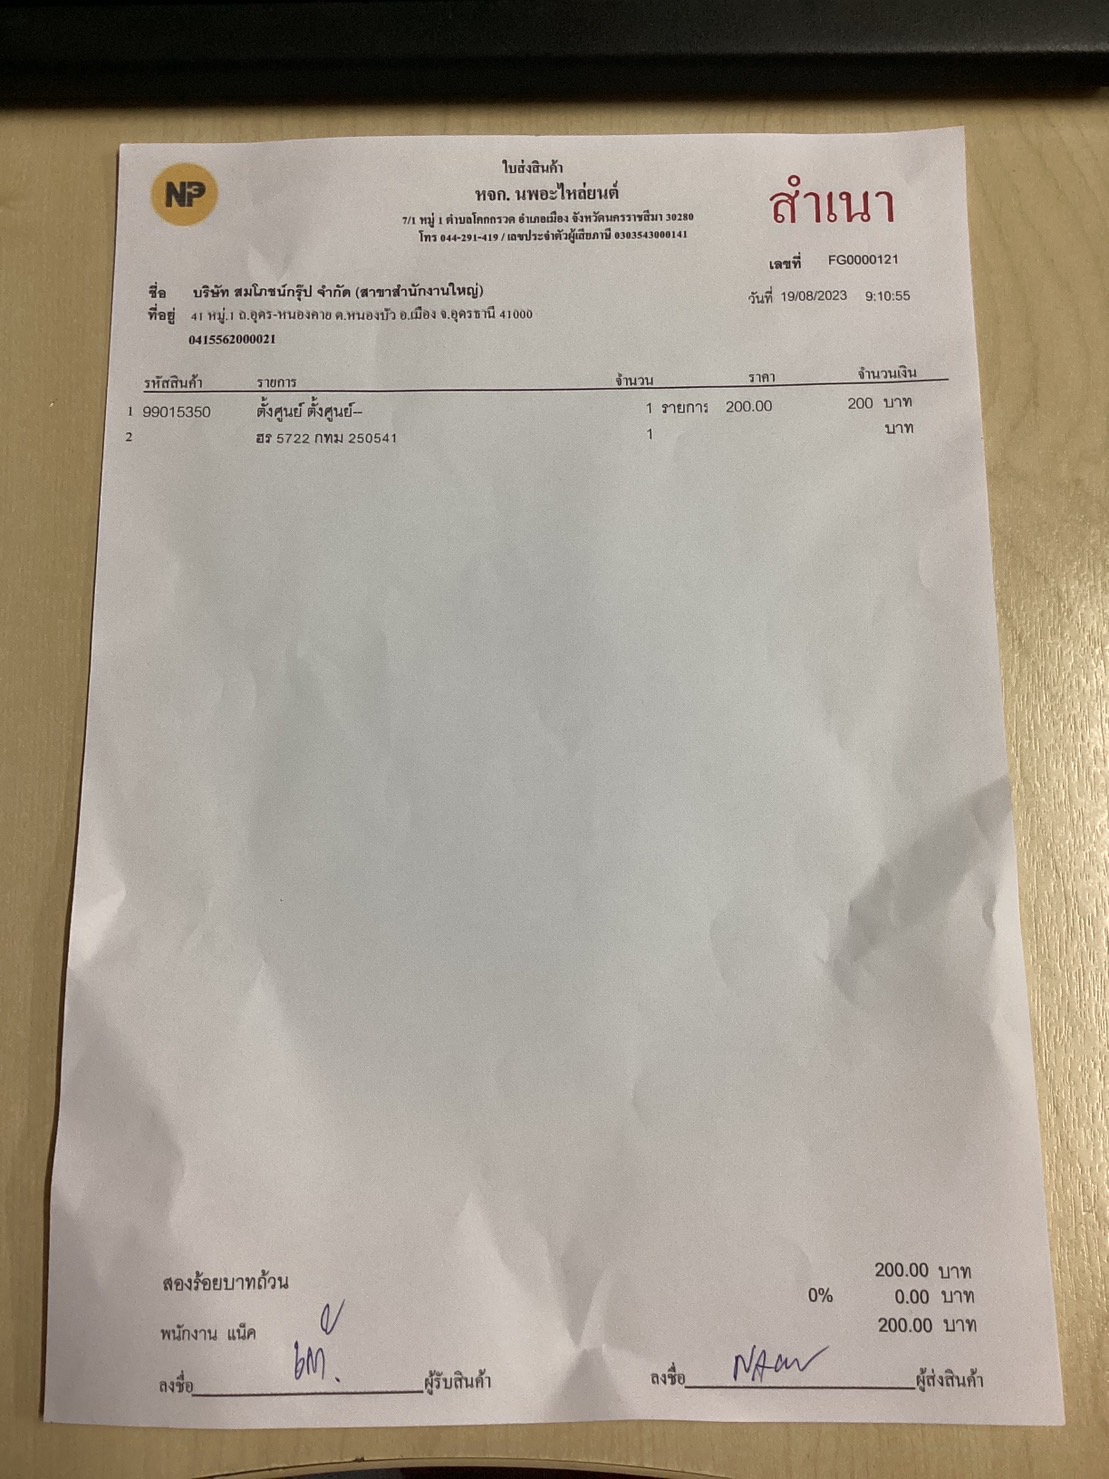 NP
ใบส่งสินค้า
หจก. นพอะไหล่ยนต์
7/1 หมู่ 1 ตำบลโคกกรวด อำเภอเมือง จังหวัดนครราชสีมา 30280
โทร 044-291-419 / เลขประจำตัวผู้เสียภาษี 0303543000141
สำเนา
เลขที่ FG0000121
วันที่ 19/08/2023 9:10:55
ชื่อ บริษัท สมโภชน์กรุ๊ป จำกัด (สาขาสำนักงานใหญ่)
ที่อยู่ 41 หมู่.1 ถ.อุดร-หนองคาย ต.หนองบัว อ.เมือง จ.อุดรธานี 41000
0415562000021
รหัสสินค้า รายการ จำนวน ราคา จำนวนเงิน
1 99015350 ตั้งศูนย์ ตั้งศูนย์-- 1 รายการ 200.00 200 บาท
2 ฮร 5722 กทม 250541 1 บาท
สองร้อยบาทถ้วน 200.00 บาท
0% 0.00 บาท
พนักงาน แน็ค 200.00 บาท
ลงชื่อ ผู้รับสินค้า ลงชื่อ ผู้ส่งสินค้า